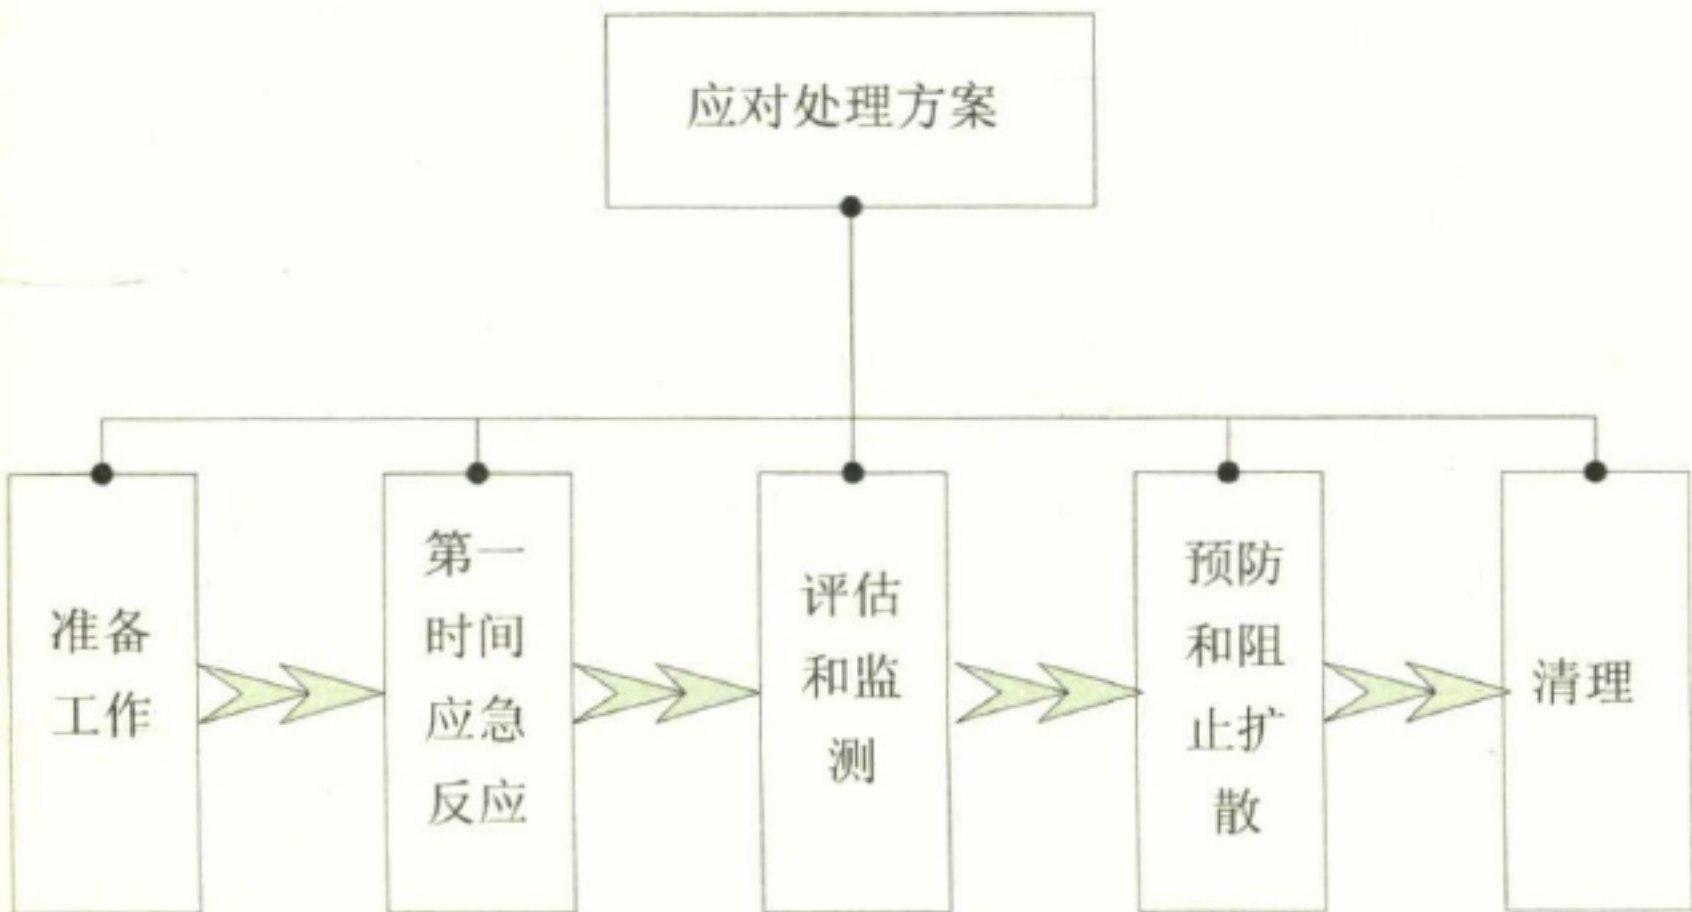 应对处理方案
准备
工作
第一
时间
应急
反应
评估
和监
测
预防
和阻
止扩
散
清理